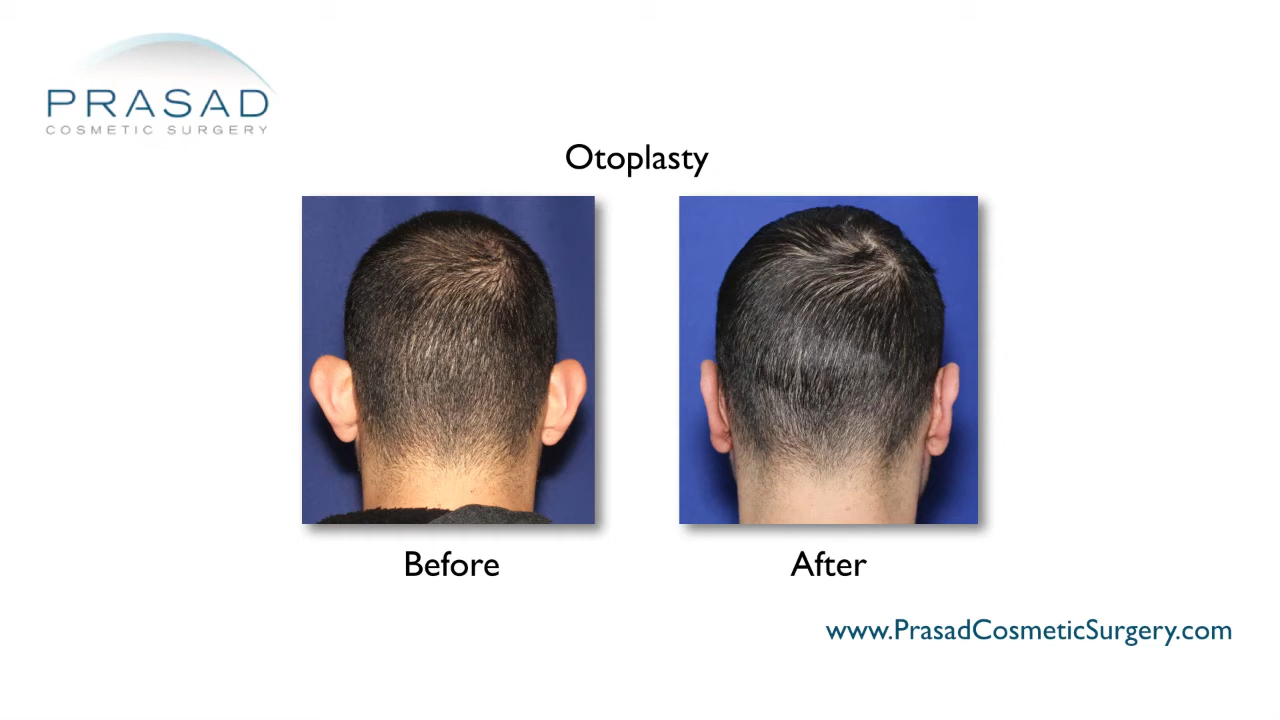 PRASAD
COSMETIC SURGERY
Otoplasty
Before
After
www.PrasadCosmeticSurgery.com